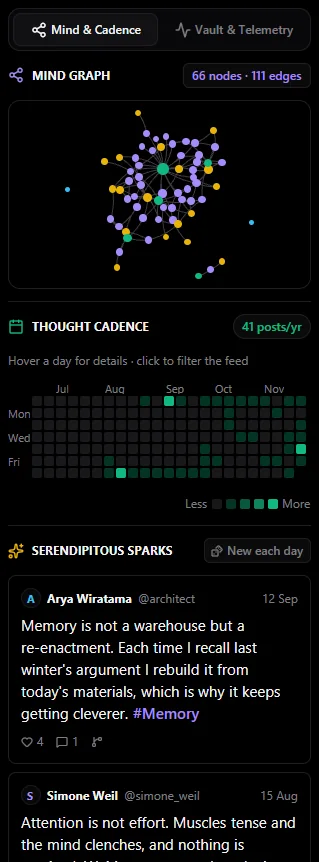 Mind & Cadence
Vault & Telemetry
MIND GRAPH
66 nodes · 111 edges
THOUGHT CADENCE
41 posts/yr
Hover a day for details · click to filter the feed
Jul Aug Sep Oct Nov
Mon
Wed
Fri
Less More
SERENDIPITOUS SPARKS
New each day
A Arya Wiratama @architect 12 Sep
Memory is not a warehouse but a
re-enactment. Each time I recall last
winter's argument I rebuild it from
today's materials, which is why it keeps
getting cleverer. #Memory
4 1
S Simone Weil @simone_weil 15 Aug
Attention is not effort. Muscles tense and
the mind clenches, and nothing is